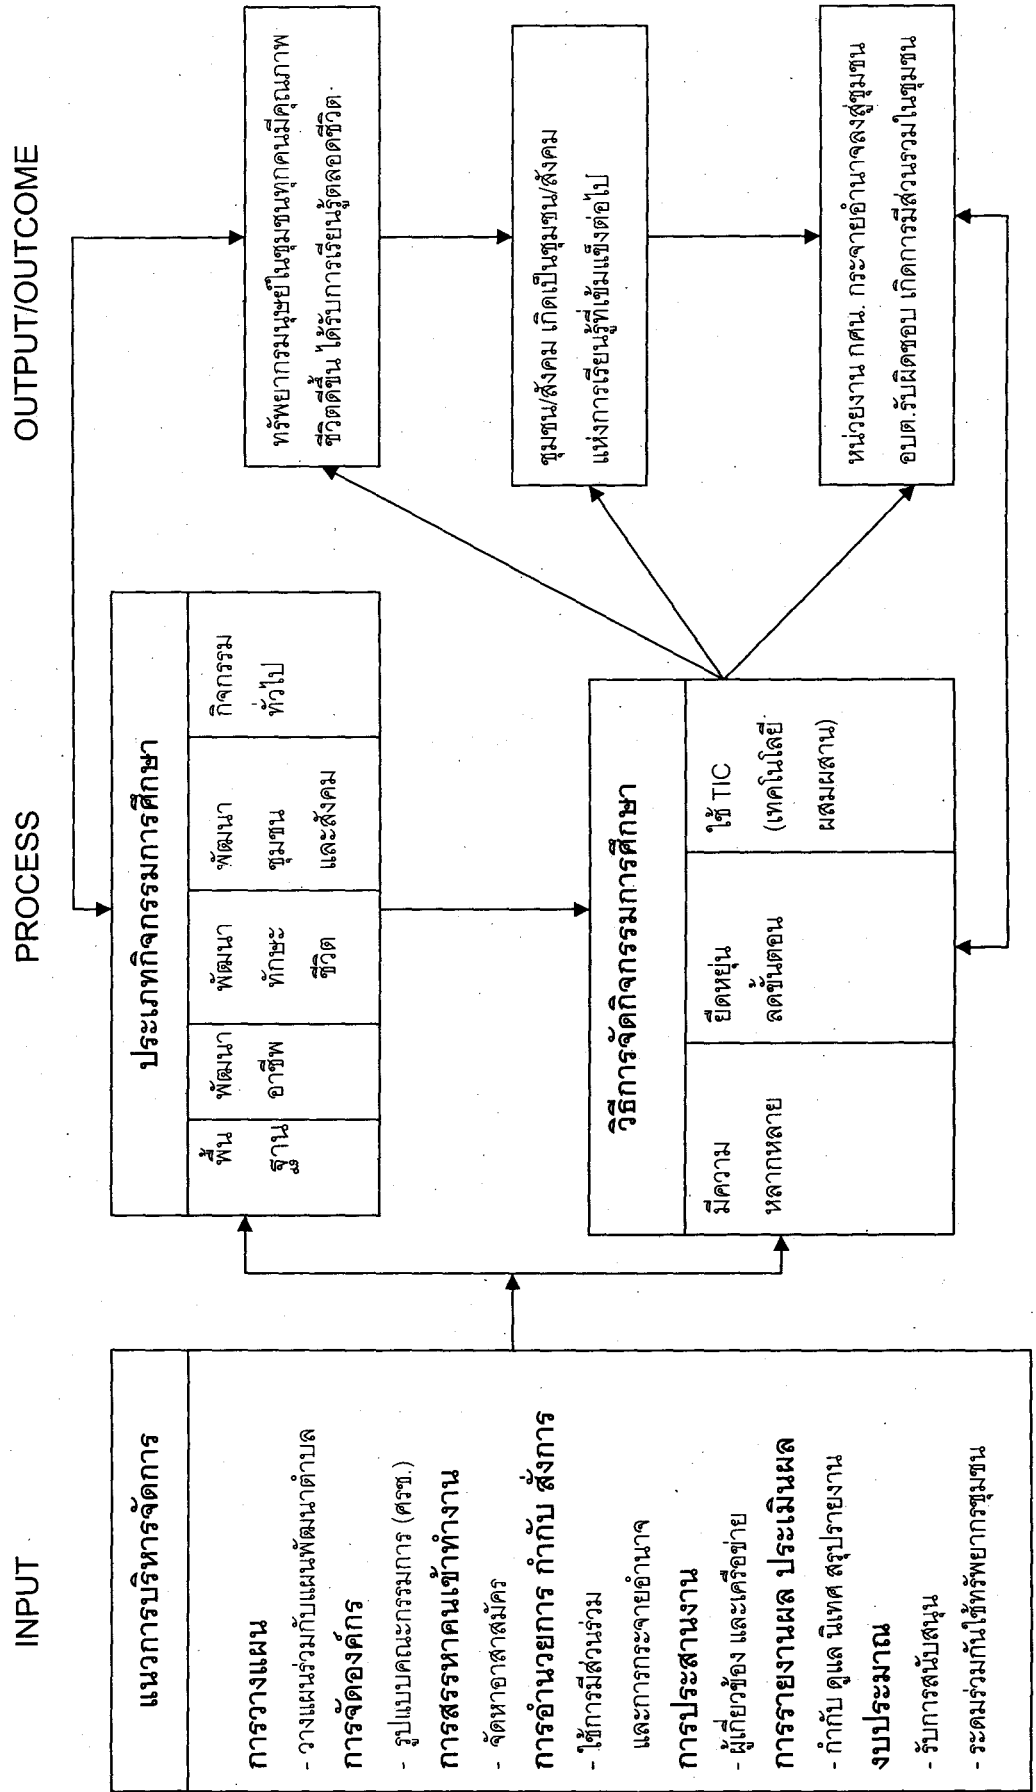 INPUT
แนวการบริหารจัดการ
การวางแผน
- วางแผนร่วมกับแผนพัฒนาตำบล
การจัดองค์กร
- รูปแบบคณะกรรมการ (ศรช.)
การสรรหาคนเข้าทำงาน
- จัดหาอาสาสมัคร
การอำนวยการ กำกับ สั่งการ
- ใช้การมีส่วนร่วม
และการกระจายอำนาจ
การประสานงาน
- ผู้เกี่ยวข้อง และเครือข่าย
การรายงานผล ประเมินผล
- กำกับ ดูแล นิเทศ สรุปรายงาน
งบประมาณ
- รับการสนับสนุน
- ระดมร่วมกันใช้ทรัพยากรชุมชน
PROCESS
ประเภทกิจกรรมการศึกษา
พื้น
ฐาน
พัฒนา
อาชีพ
พัฒนา
ทักษะ
ชีวิต
พัฒนา
ชุมชน
และสังคม
กิจกรรม
ทั่วไป
วิธีการจัดกิจกรรมการศึกษา
มีความ
หลากหลาย
ยืดหยุ่น
ลดขั้นตอน
ใช้ TIC
(เทคโนโลยี
ผสมผสาน)
OUTPUT/OUTCOME
ทรัพยากรมนุษย์ในชุมชนทุกคนมีคุณภาพ
ชีวิตดีขึ้น ได้รับการเรียนรู้ตลอดชีวิต
ชุมชน/สังคม เกิดเป็นชุมชน/สังคม
แห่งการเรียนรู้ที่เข้มแข็งต่อไป
หน่วยงาน กศน. กระจายอำนาจลงสู่ชุมชน
อบต.รับผิดชอบ เกิดการมีส่วนรวมในชุมชน